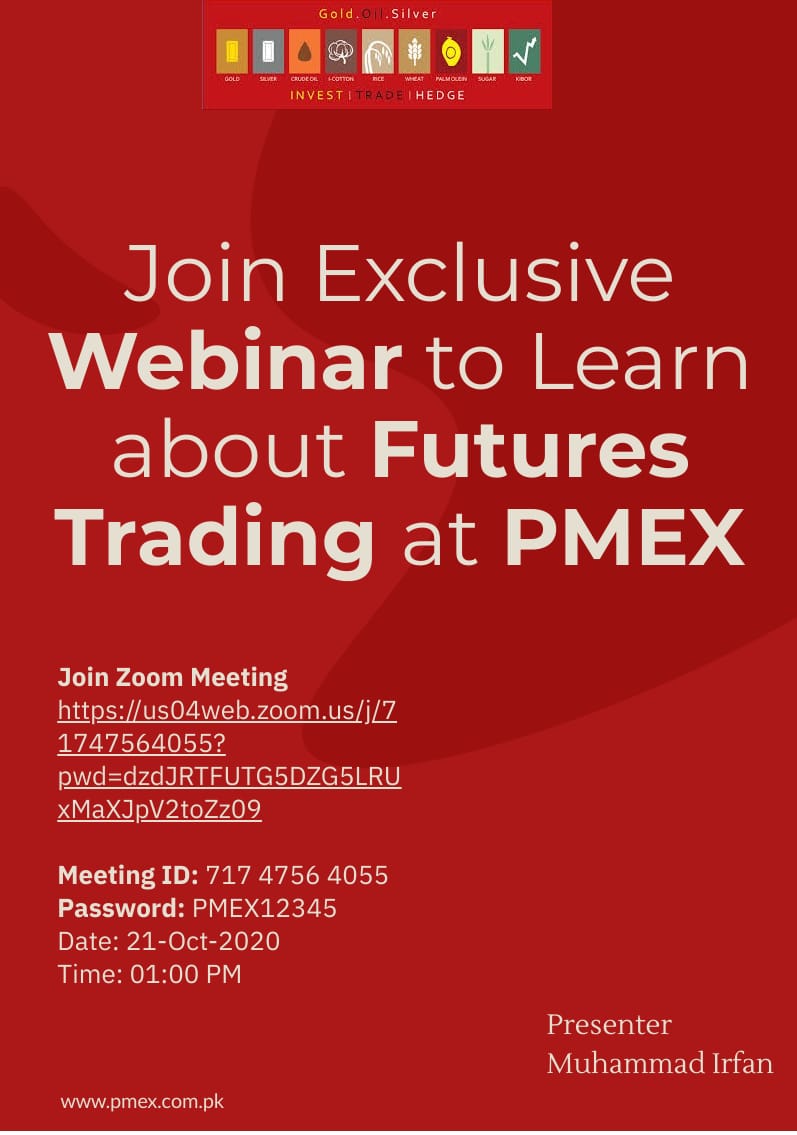 Gold.Oil.Silver
GOLD SILVER CRUDE OIL I-COTTON RICE WHEAT PALM OLEIN SUGAR KIBOR
INVEST|TRADE|HEDGE
Join Exclusive
Webinar to Learn
about Futures
Trading at PMEX
Join Zoom Meeting
https://us04web.zoom.us/j/7
1747564055?
pwd=dzdJRTFUTG5DZG5LRU
xMaXJpV2toZz09
Meeting ID: 717 4756 4055
Password: PMEX12345
Date: 21-Oct-2020
Time: 01:00 PM
Presenter
Muhammad Irfan
www.pmex.com.pk